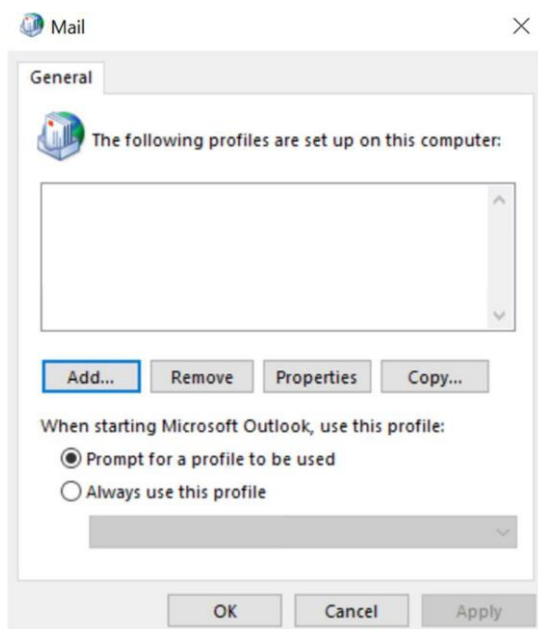 Mail
General
The following profiles are set up on this computer:
Add... Remove Properties Copy...
When starting Microsoft Outlook, use this profile:
Prompt for a profile to be used
Always use this profile
OK Cancel Apply